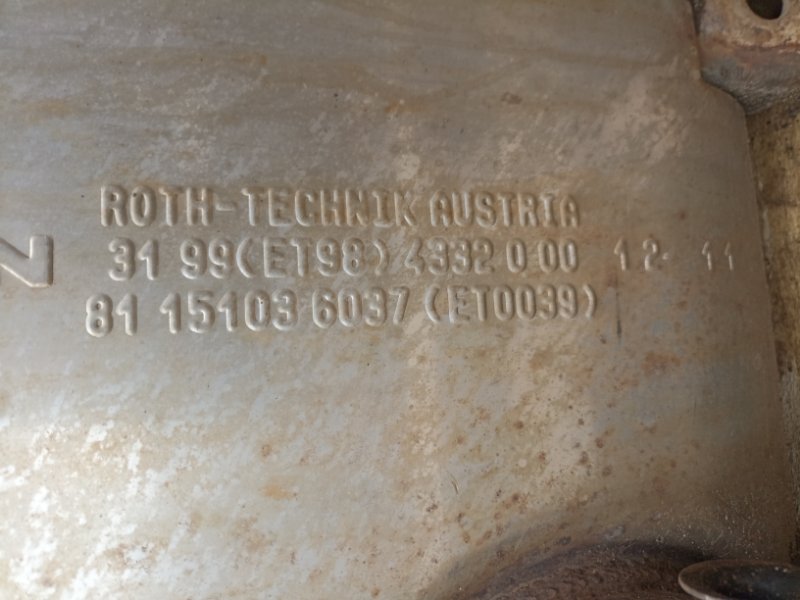 ROTH-TECHNIK AUSTRIA
31 99(ET98) 4332 0 00 12 11
81 15103 6037 (ET0039)
N